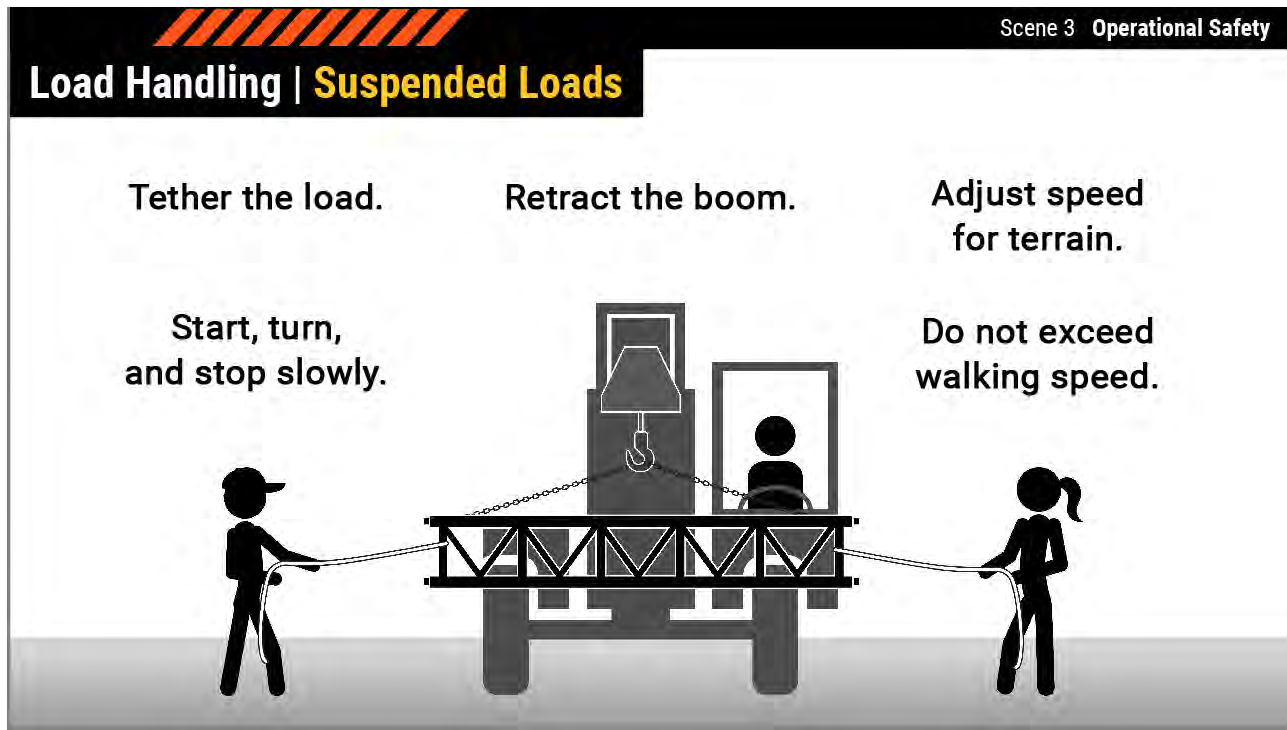 Scene 3 Operational Safety
Load Handling | Suspended Loads
Tether the load.
Retract the boom.
Adjust speed
for terrain.
Start, turn,
and stop slowly.
Do not exceed
walking speed.